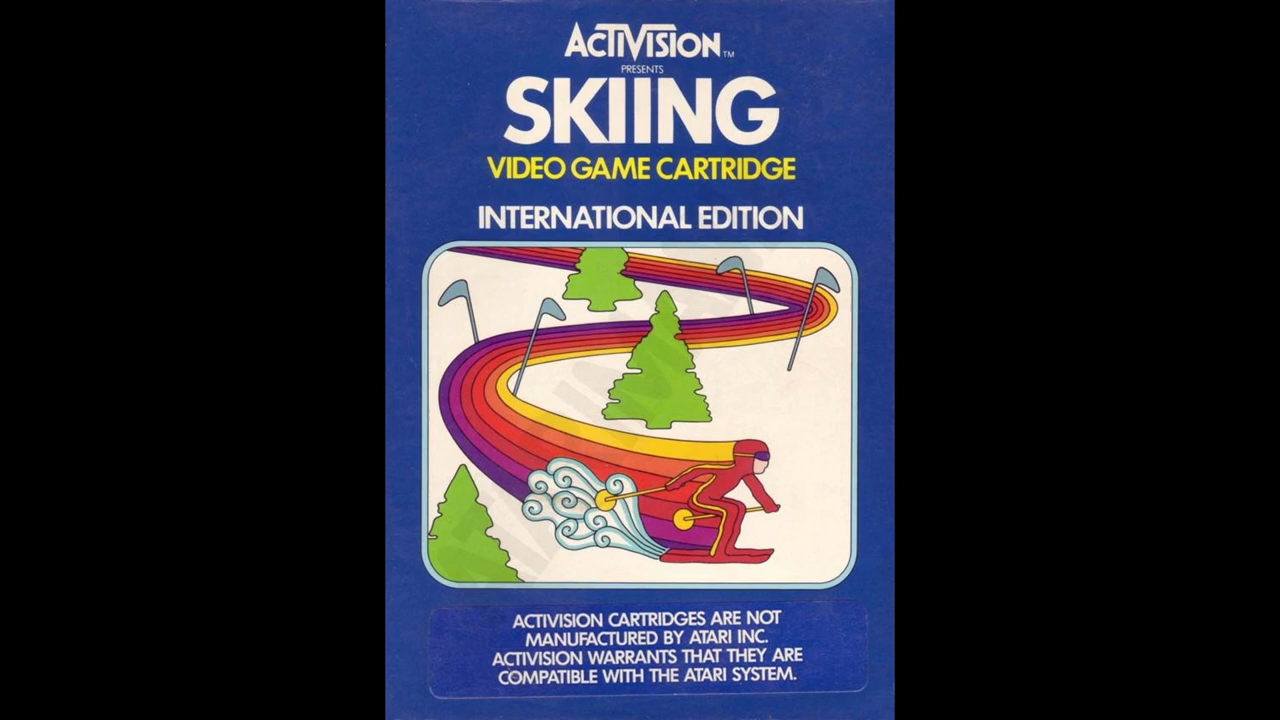 ACTIVISION TM
PRESENTS
SKIING
VIDEO GAME CARTRIDGE
INTERNATIONAL EDITION
ACTIVISION CARTRIDGES ARE NOT
MANUFACTURED BY ATARI INC.
ACTIVISION WARRANTS THAT THEY ARE
COMPATIBLE WITH THE ATARI SYSTEM.